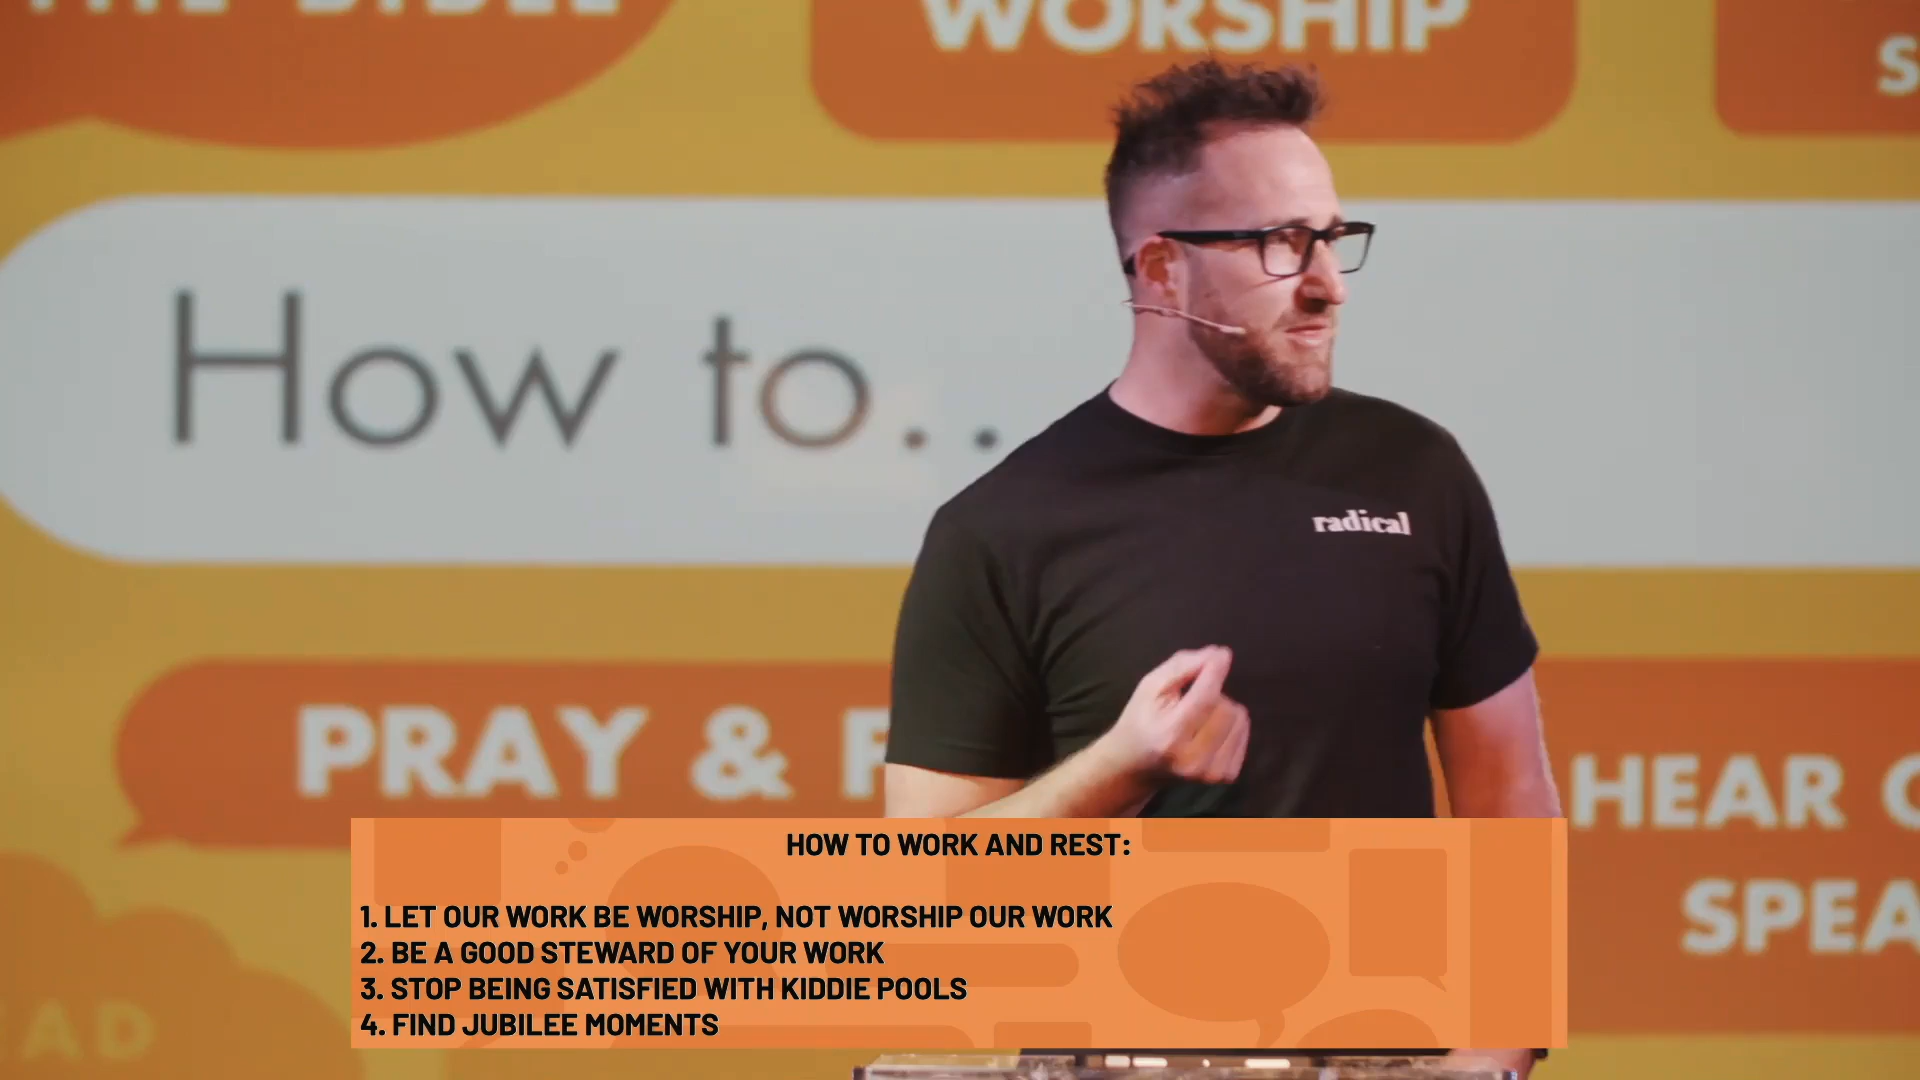 THE BIBLE
WORSHIP
How to..
radical
PRAY &
HEAR
HOW TO WORK AND REST:
1. LET OUR WORK BE WORSHIP, NOT WORSHIP OUR WORK
2. BE A GOOD STEWARD OF YOUR WORK
3. STOP BEING SATISFIED WITH KIDDIE POOLS
4. FIND JUBILEE MOMENTS